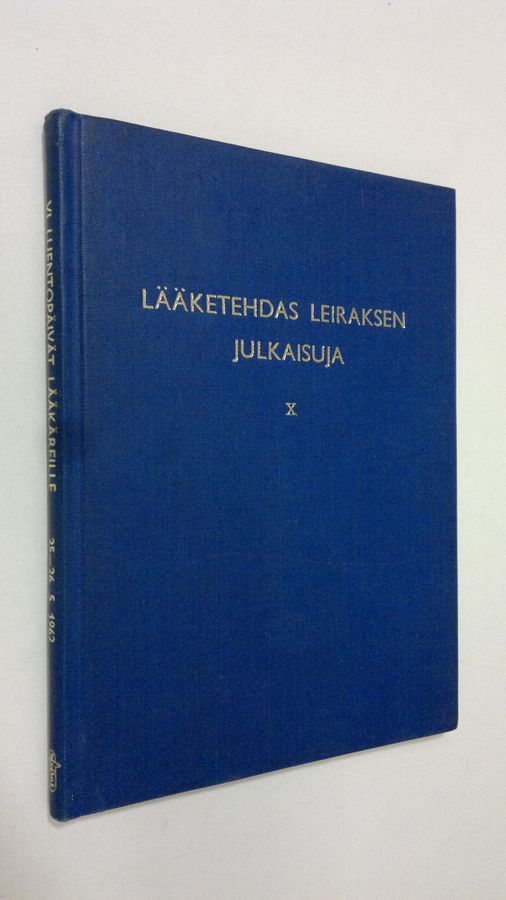 LÄÄKETEHDAS LEIRAKSEN
JULKAISUJA
X
VI LUENTOPÄIVÄT LÄÄKÄREILLE 25—26. 5. 1962